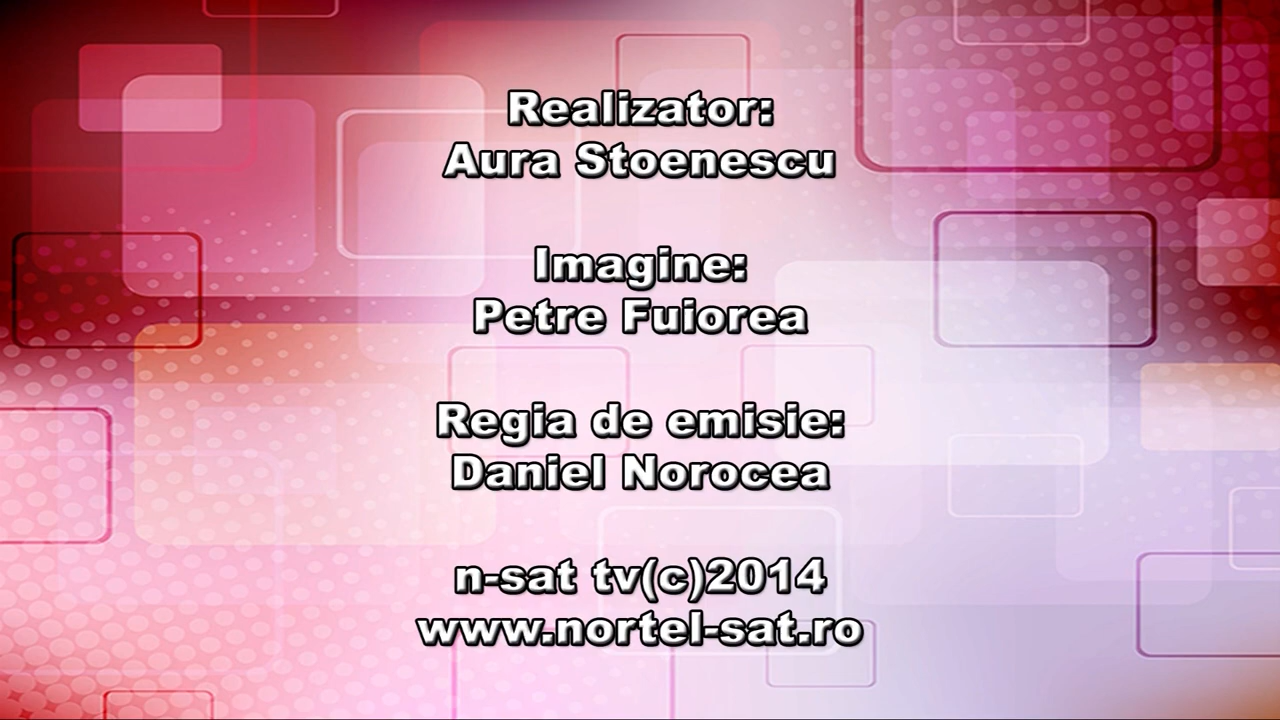 Realizator:
Aura Stoenescu
Imagine:
Petre Fuiorea
Regia de emisie:
Daniel Norocea
n-sat tv(c)2014
www.nortel-sat.ro